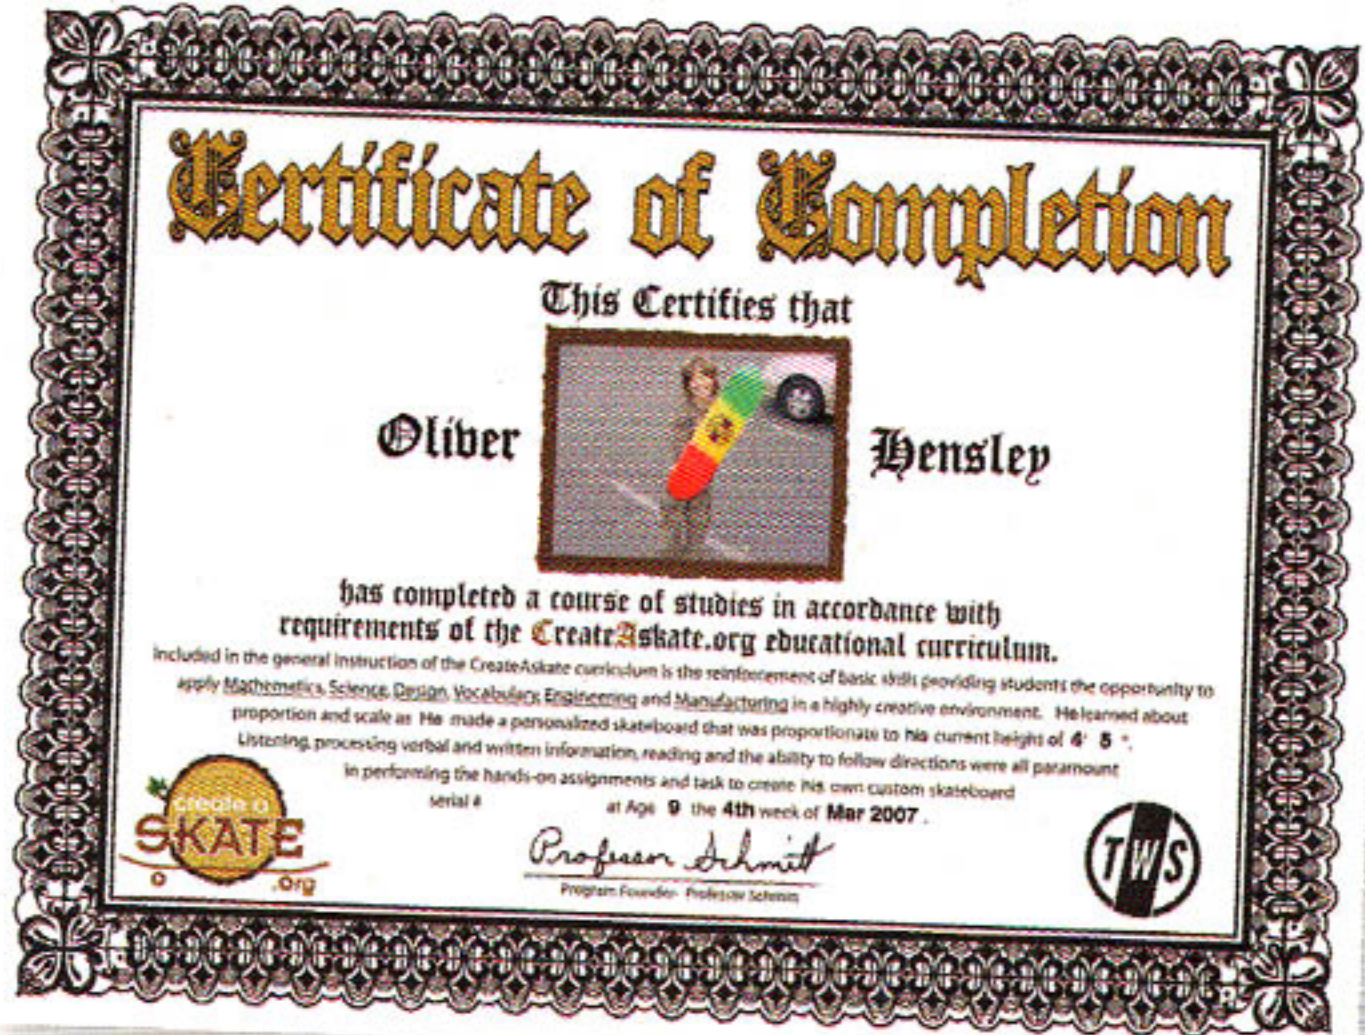 Certificate of Completion
This Certifies that
Oliver Hensley
has completed a course of studies in accordance with
requirements of the CreateAskate.org educational curriculum.
Included in the general instruction of the CreateAskate curriculum is the reinforcement of basic skills providing students the opportunity to
apply Mathematics, Science, Design, Vocabulary, Engineering and Manufacturing in a highly creative environment. He learned about
proportion and scale as He made a personalized skateboard that was proportionate to his current height of 4' 5".
Listening, processing verbal and written information, reading and the ability to follow directions were all paramount
in performing the hands-on assignments and task to create his own custom skateboard
serial # at Age 9 the 4th week of Mar 2007.
create a
SKATE
.org
Professor Schmitt
Program Founder- Professor Schmitt
TWS